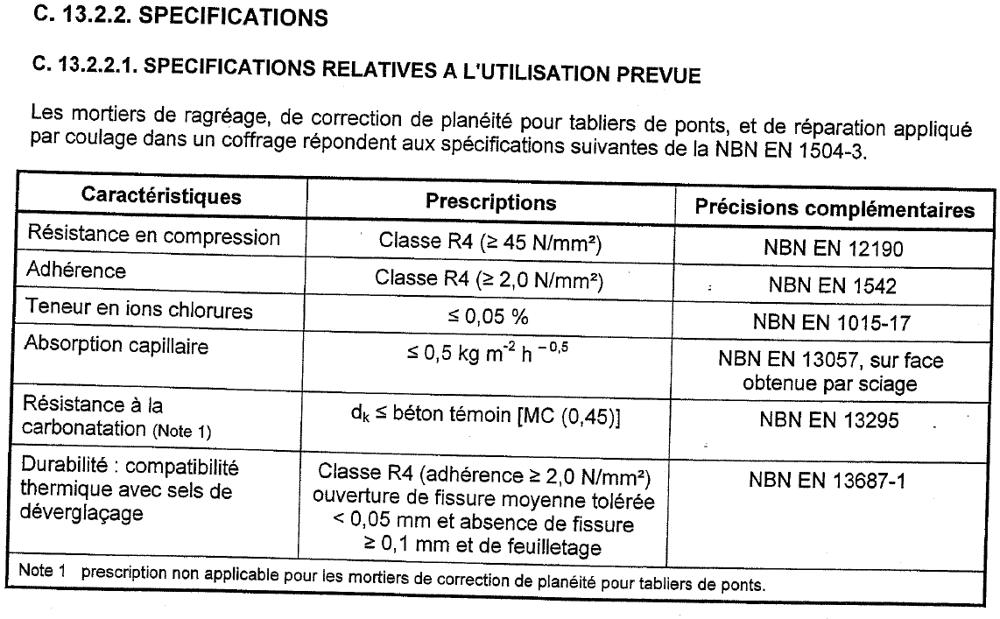 C. 13.2.2. SPECIFICATIONS
C. 13.2.2.1. SPECIFICATIONS RELATIVES A L'UTILISATION PREVUE
Les mortiers de ragréage, de correction de planéité pour tabliers de ponts, et de réparation appliqué
par coulage dans un coffrage répondent aux spécifications suivantes de la NBN EN 1504-3.
Caractéristiques Prescriptions Précisions complémentaires
Résistance en compression Classe R4 (≥ 45 N/mm²) NBN EN 12190
Adhérence Classe R4 (≥ 2,0 N/mm²) NBN EN 1542
Teneur en ions chlorures ≤ 0,05 % NBN EN 1015-17
Absorption capillaire ≤ 0,5 kg m⁻² h ⁻⁰,⁵ NBN EN 13057, sur face
obtenue par sciage
Résistance à la dₖ ≤ béton témoin [MC (0,45)] NBN EN 13295
carbonatation (Note 1)
Durabilité : compatibilité Classe R4 (adhérence ≥ 2,0 N/mm²) NBN EN 13687-1
thermique avec sels de ouverture de fissure moyenne tolérée
déverglaçage < 0,05 mm et absence de fissure
≥ 0,1 mm et de feuilletage
Note 1 prescription non applicable pour les mortiers de correction de planéité pour tabliers de ponts.